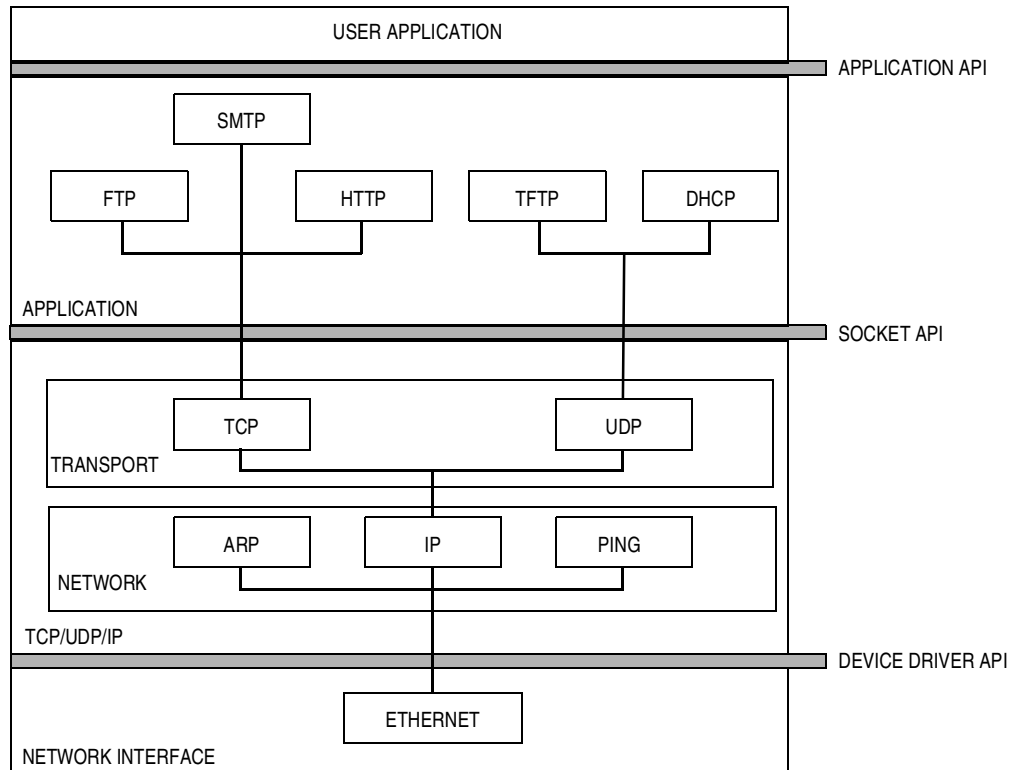 USER APPLICATION
APPLICATION API
SMTP
FTP
HTTP
TFTP
DHCP
APPLICATION
SOCKET API
TCP
UDP
TRANSPORT
ARP
IP
PING
NETWORK
TCP/UDP/IP
DEVICE DRIVER API
ETHERNET
NETWORK INTERFACE